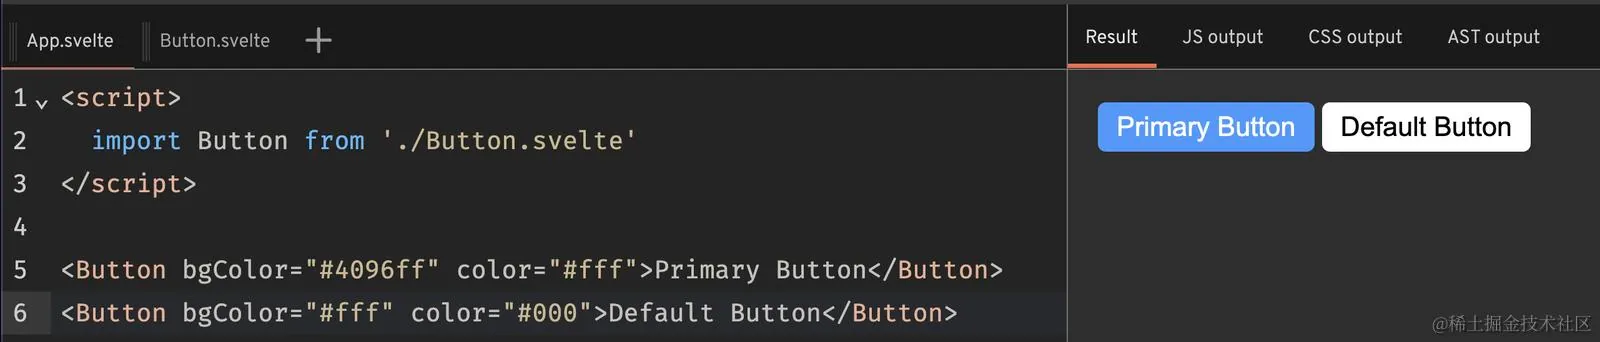 App.svelte Button.svelte
Result JS output CSS output AST output
1 <script>
2 import Button from './Button.svelte'
3 </script>
4
5 <Button bgColor="#4096ff" color="#fff">Primary Button</Button>
6 <Button bgColor="#fff" color="#000">Default Button</Button>
Primary Button Default Button
@稀土掘金技术社区